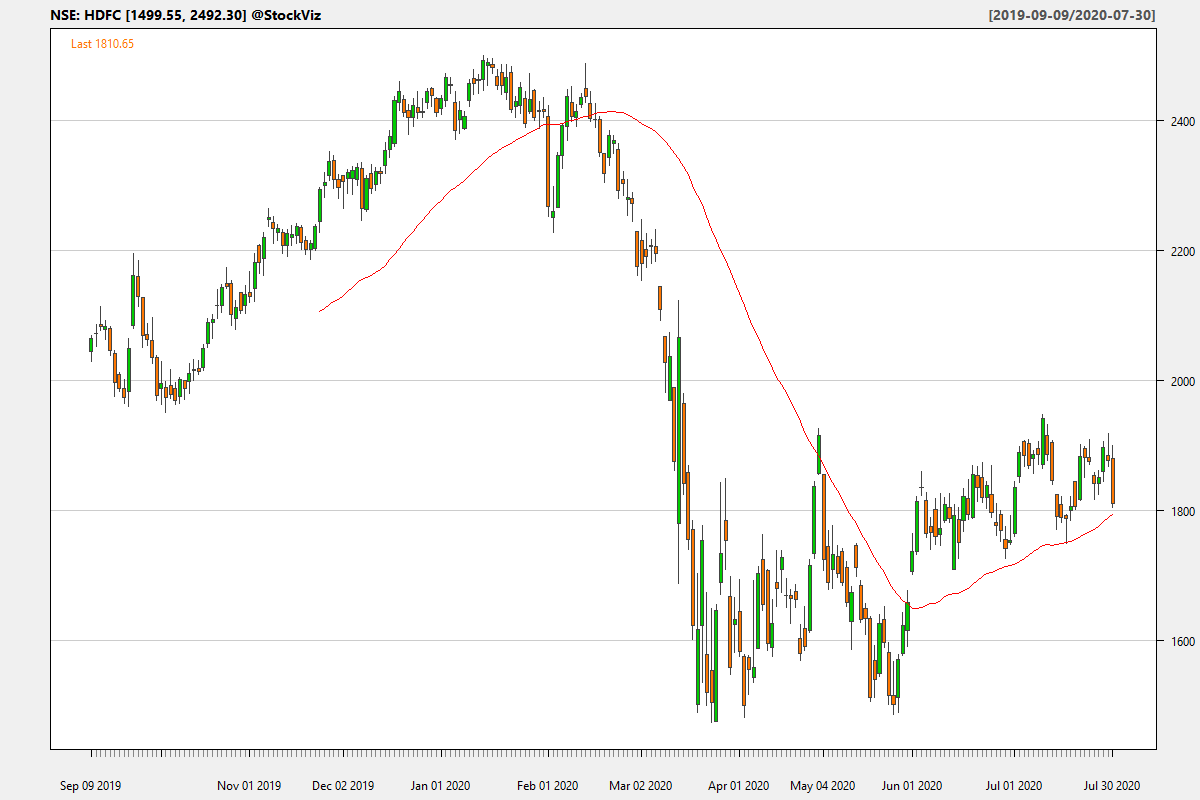 NSE: HDFC [1499.55, 2492.30] @StockViz
[2019-09-09/2020-07-30]
Last 1810.65
2400
2200
2000
1800
1600
Sep 09 2019
Nov 01 2019
Dec 02 2019
Jan 01 2020
Feb 01 2020
Mar 02 2020
Apr 01 2020
May 04 2020
Jun 01 2020
Jul 01 2020
Jul 30 2020